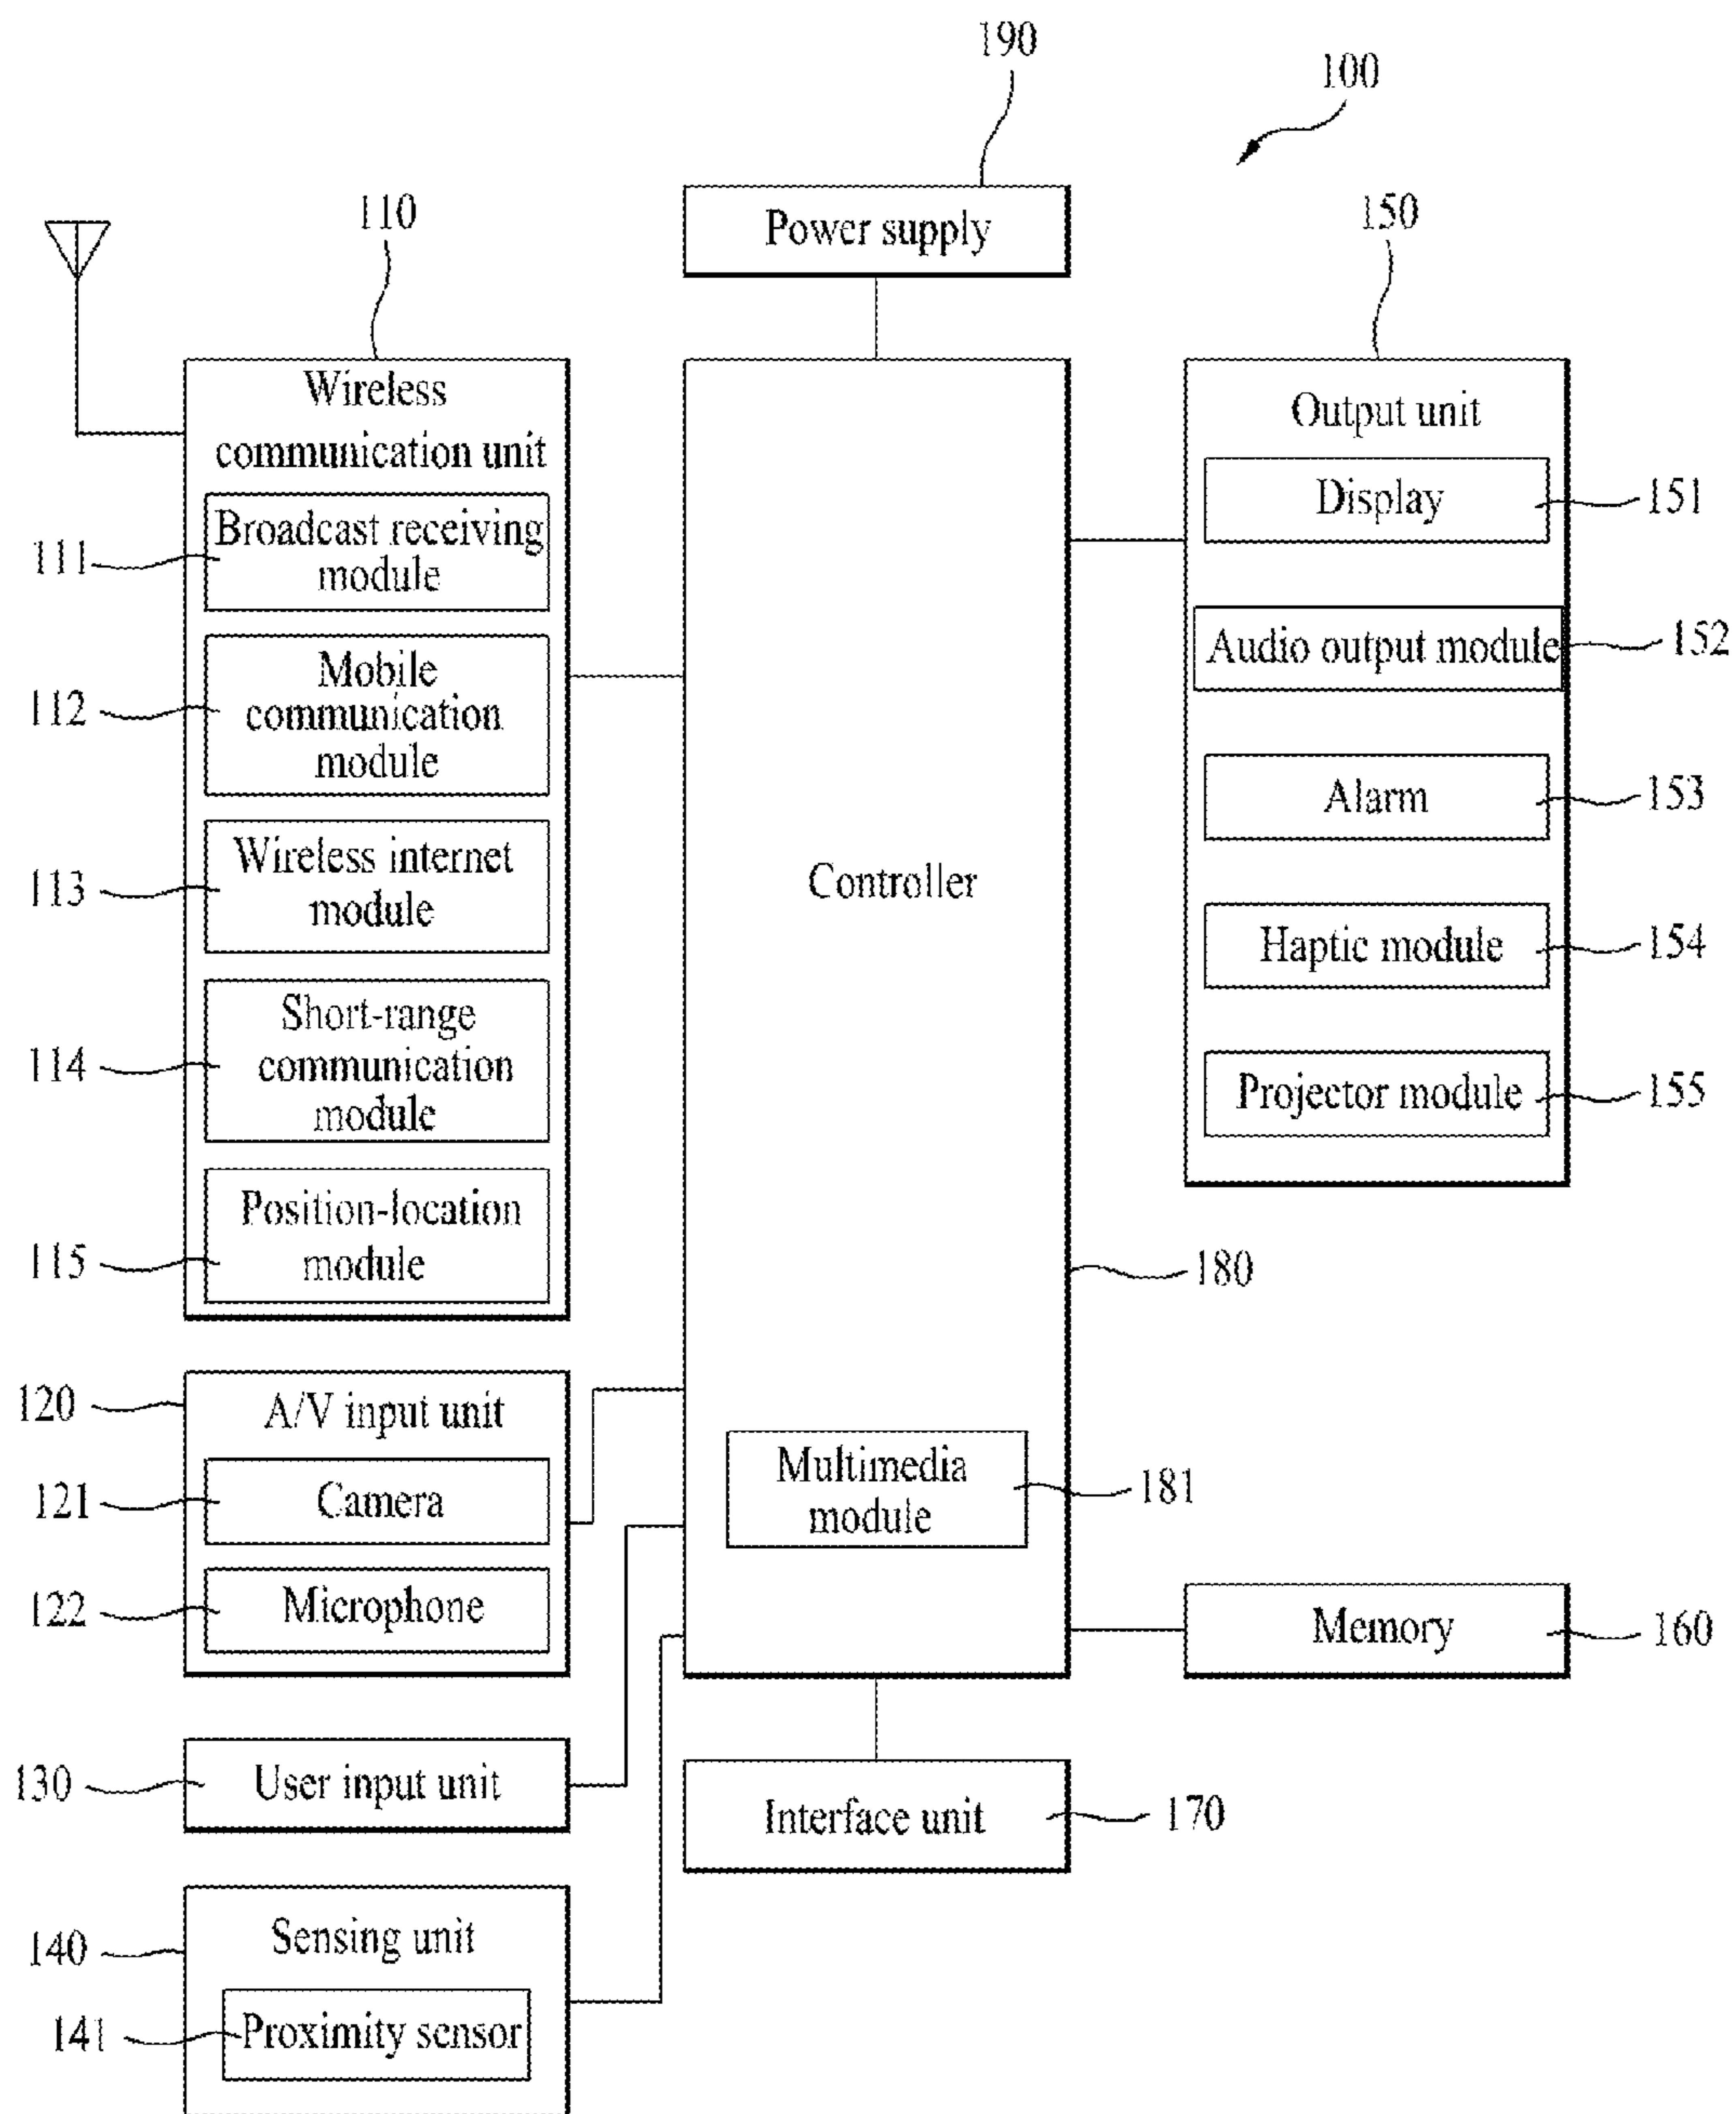 190
100
110
Power supply
150
Wireless
communication unit
Output unit
Display
151
111
Broadcast receiving
module
Audio output module
152
112
Mobile
communication
module
Alarm
153
113
Wireless internet
module
Controller
Haptic module
154
114
Short-range
communication
module
Projector module
155
115
Position-location
module
180
120
A/V input unit
121
Camera
Multimedia
module
181
122
Microphone
Memory
160
130
User input unit
Interface unit
170
140
Sensing unit
141
Proximity sensor